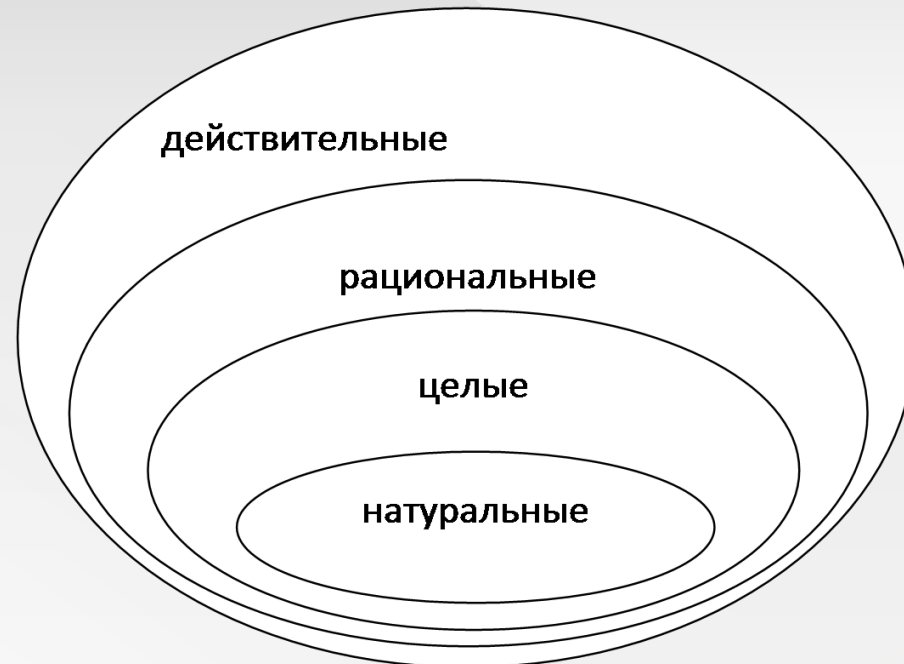 действительные
рациональные
целые
натуральные